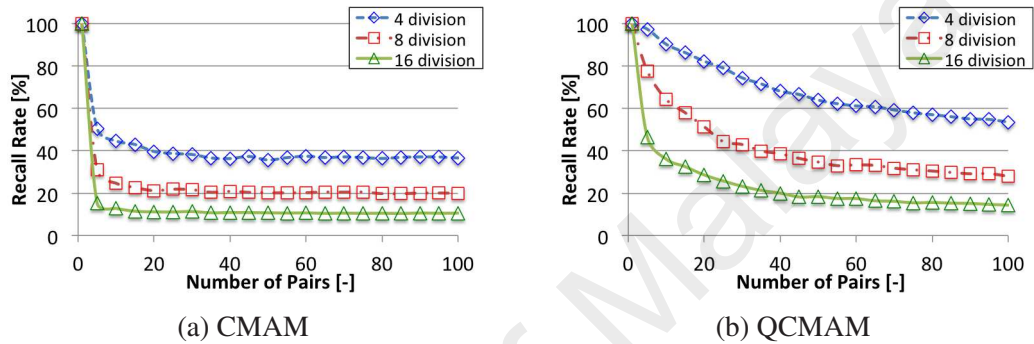 100
80
60
40
20
0
Recall Rate [%]
0 20 40 60 80 100
Number of Pairs [-]
4 division
8 division
16 division
(a) CMAM
100
80
60
40
20
0
Recall Rate [%]
0 20 40 60 80 100
Number of Pairs [-]
4 division
8 division
16 division
(b) QCMAM
of Malaya